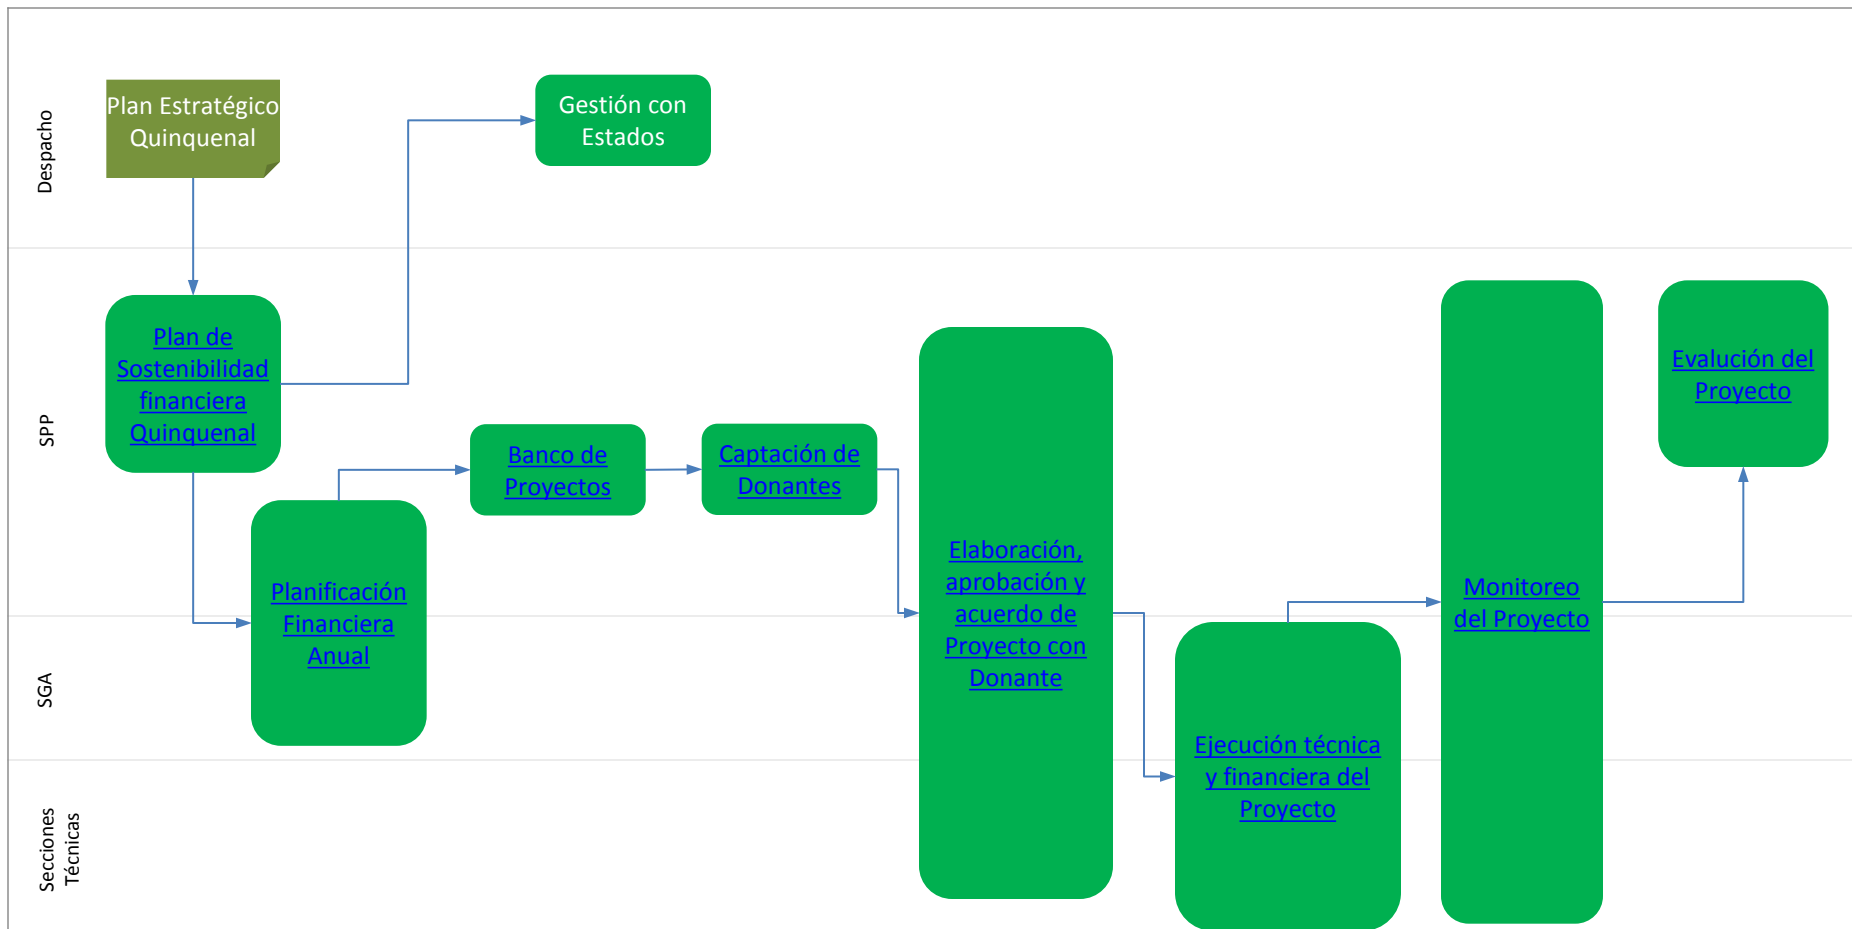 Despacho
Plan Estratégico
Quinquenal
Gestión con
Estados
SPP
Plan de
Sostenibilidad
financiera
Quinquenal
Banco de
Proyectos
Captación de
Donantes
Evalución del
Proyecto
SGA
Planificación
Financiera
Anual
Elaboración,
aprobación y
acuerdo de
Proyecto con
Donante
Monitoreo
del Proyecto
Secciones
Técnicas
Ejecución técnica
y financiera del
Proyecto